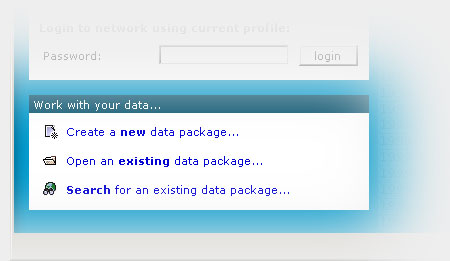 Login to network using current profile:
Password: login
Work with your data...
Create a new data package...
Open an existing data package...
Search for an existing data package...